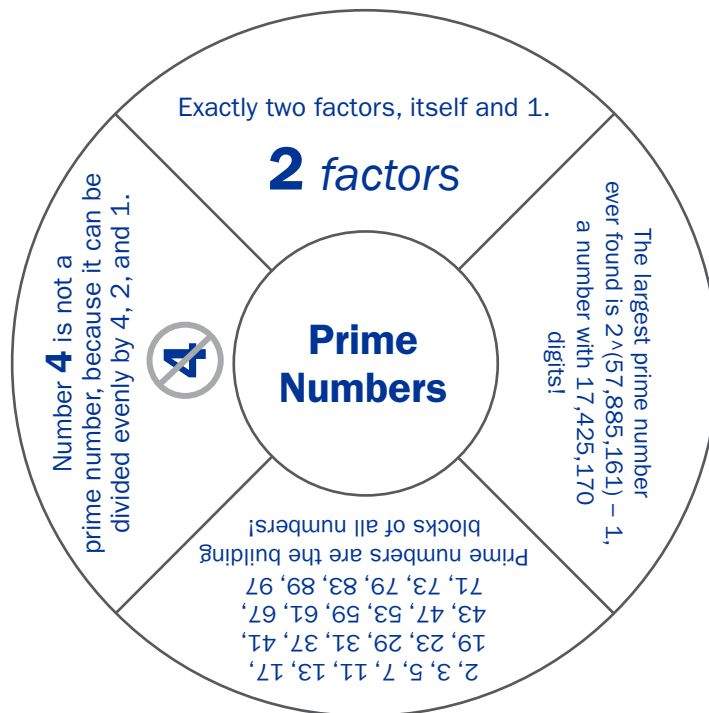 Exactly two factors, itself and 1.
2 factors
The largest prime number
ever found is 2^(57,885,161) – 1,
a number with 17,425,170
digits!
2, 3, 5, 7, 11, 13, 17,
19, 23, 29, 31, 37, 41,
43, 47, 53, 59, 61, 67,
71, 73, 79, 83, 89, 97
Prime numbers are the building
blocks of all numbers!
Number 4 is not a
prime number, because it can be
divided evenly by 4, 2, and 1.
4
Prime
Numbers